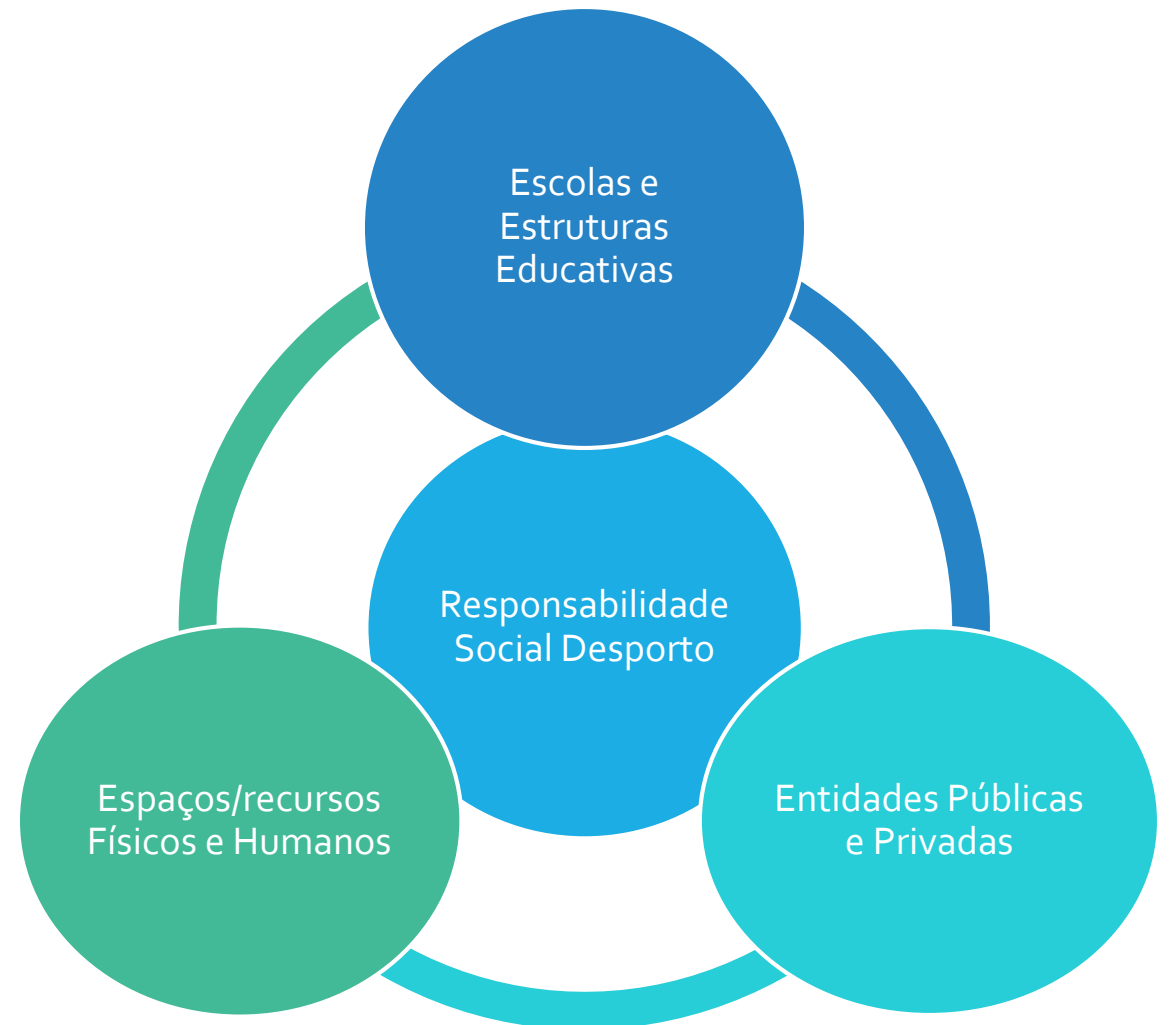 Escolas e
Estruturas
Educativas
Responsabilidade
Social Desporto
Espaços/recursos
Físicos e Humanos
Entidades Públicas
e Privadas